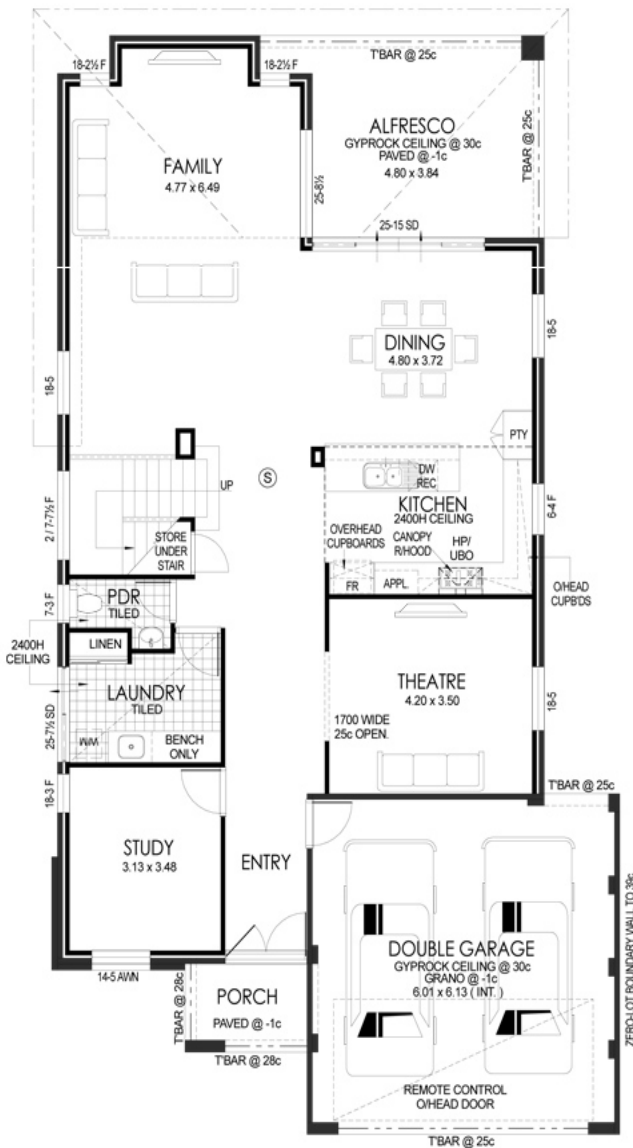 18-2½ F
18-2½ F
T'BAR @ 25c
ALFRESCO
GYPROCK CEILING @ 30c
PAVED @ -1c
4.80 x 3.84
T'BAR @ 25c
FAMILY
4.77 x 6.49
25-8½
25-15 SD
DINING
4.80 x 3.72
18-5
18-5
PTY
UP
S
DW
REC
KITCHEN
2400H CEILING
6-4 F
2 / 7-7½ F
STORE
UNDER
STAIR
OVERHEAD
CUPBOARDS
CANOPY
R/HOOD
HP/
UBO
FR
APPL.
O/HEAD
CUPB'DS
7-3 F
PDR
TILED
2400H
CEILING
LINEN
LAUNDRY
TILED
25-7½ SD
WM
BENCH
ONLY
THEATRE
4.20 x 3.50
1700 WIDE
25c OPEN.
18-5
18-3 F
T'BAR @ 25c
STUDY
3.13 x 3.48
ENTRY
14-5 AWN
DOUBLE GARAGE
GYPROCK CEILING @ 30c
GRANO @ -1c
6.01 x 6.13 ( INT. )
ZERO-LOT BOUNDARY WALL TO 39c
T'BAR @ 28c
PORCH
PAVED @ -1c
T'BAR @ 28c
REMOTE CONTROL
O/HEAD DOOR
T'BAR @ 25c